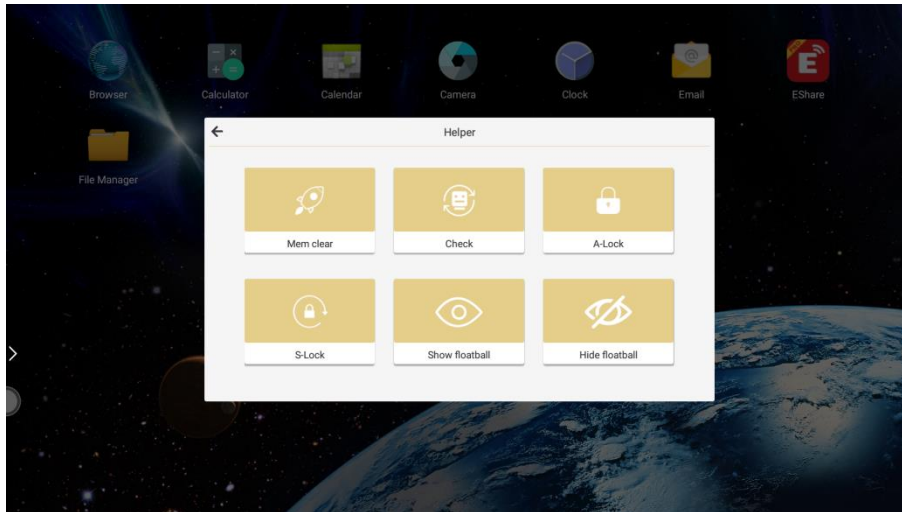 Browser
Calculator
Calendar
Camera
Clock
Email
E
EShare
File Manager
Helper
Mem clear
Check
A-Lock
S-Lock
Show floatball
Hide floatball